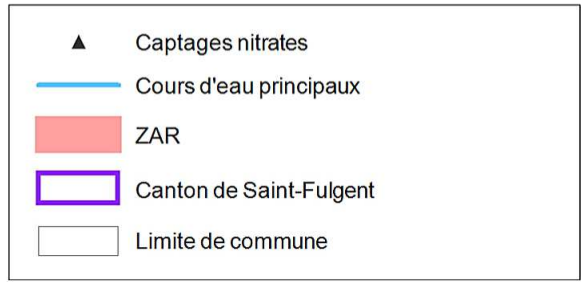 Captages nitrates
Cours d'eau principaux
ZAR
Canton de Saint-Fulgent
Limite de commune